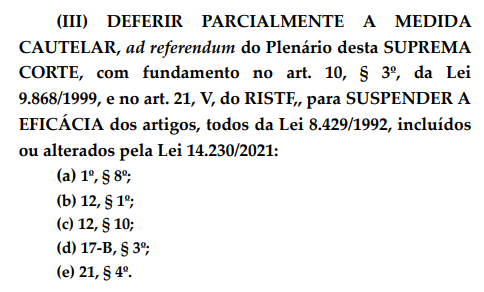 (III) DEFERIR PARCIALMENTE A MEDIDA
CAUTELAR, ad referendum do Plenário desta SUPREMA
CORTE, com fundamento no art. 10, § 3º, da Lei
9.868/1999, e no art. 21, V, do RISTF,, para SUSPENDER A
EFICÁCIA dos artigos, todos da Lei 8.429/1992, incluídos
ou alterados pela Lei 14.230/2021:
(a) 1º, § 8º;
(b) 12, § 1º;
(c) 12, § 10;
(d) 17-B, § 3º;
(e) 21, § 4º.